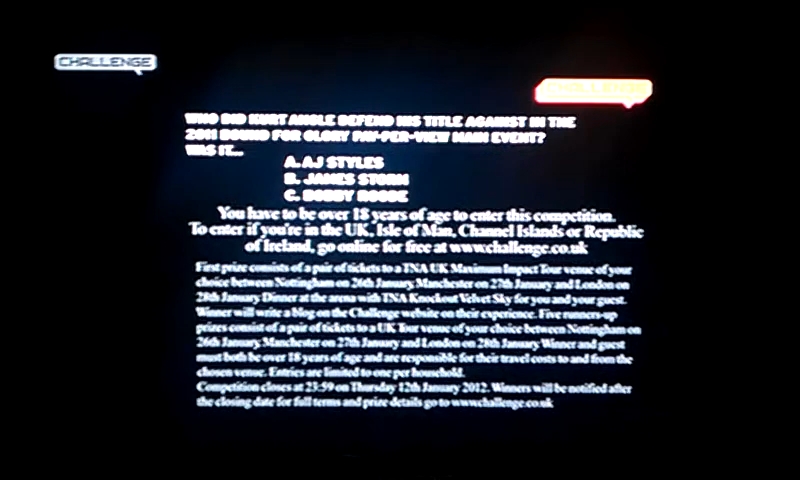 CHALLENGE
CHALLENGE
WHO DID KURT ANGLE DEFEND HIS TITLE AGAINST IN THE
2011 BOUND FOR GLORY PAY-PER-VIEW MAIN EVENT?
WAS IT...
A. AJ STYLES
B. JAMES STORM
C. BOBBY ROODE
You have to be over 18 years of age to enter this competition.
To enter if you're in the UK, Isle of Man, Channel Islands or Republic
of Ireland, go online for free at www.challenge.co.uk
First prize consists of a pair of tickets to a TNA UK Maximum Impact Tour venue of your
choice between Nottingham on 26th January, Manchester on 27th January and London on
28th January. Dinner at the arena with TNA Knockout Velvet Sky for you and your guest.
Winner will write a blog on the Challenge website on their experience. Five runners-up
prizes consist of a pair of tickets to a UK Tour venue of your choice between Nottingham on
26th January, Manchester on 27th January and London on 28th January. Winner and guest
must both be over 18 years of age and are responsible for their travel costs to and from the
chosen venue. Entries are limited to one per household.
Competition closes at 23:59 on Thursday 12th January 2012. Winners will be notified after
the closing date for full terms and prize details go to www.challenge.co.uk